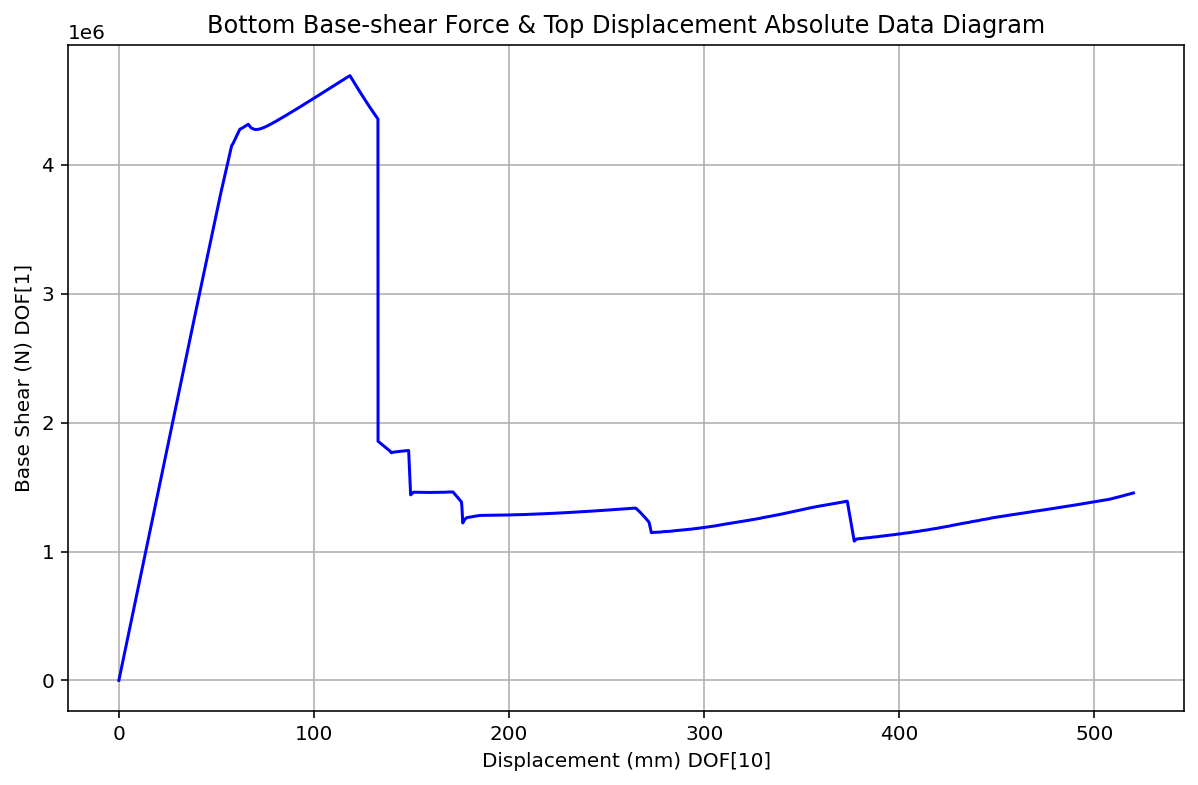 Bottom Base-shear Force & Top Displacement Absolute Data Diagram
1e6
4
3
2
1
0
Base Shear (N) DOF[1]
0 100 200 300 400 500
Displacement (mm) DOF[10]